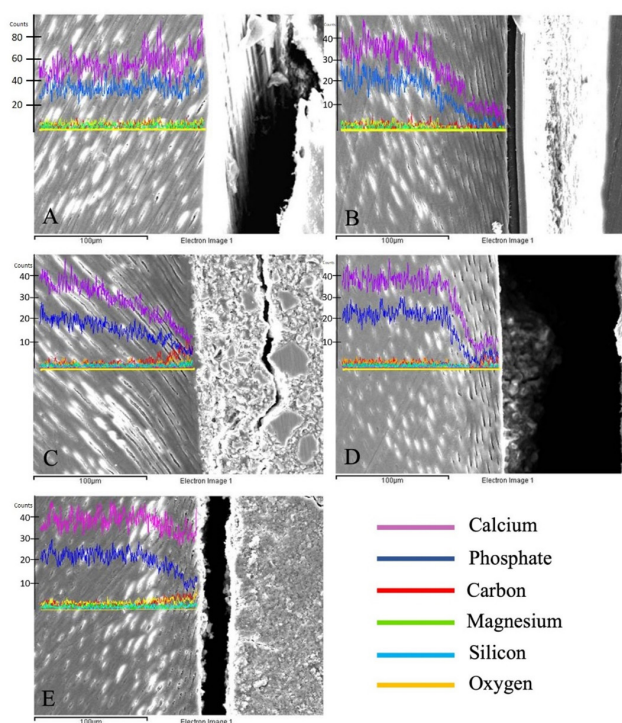 Counts
80
60
40
20
A
100µm
Electron Image 1
40
30
20
10
B
100µm
Electron Image 1
Counts
40
30
20
10
C
100µm
Electron Image 1
40
30
20
10
D
100µm
Electron Image 1
Counts
40
30
20
10
E
100µm
Electron Image 1
Calcium
Phosphate
Carbon
Magnesium
Silicon
Oxygen